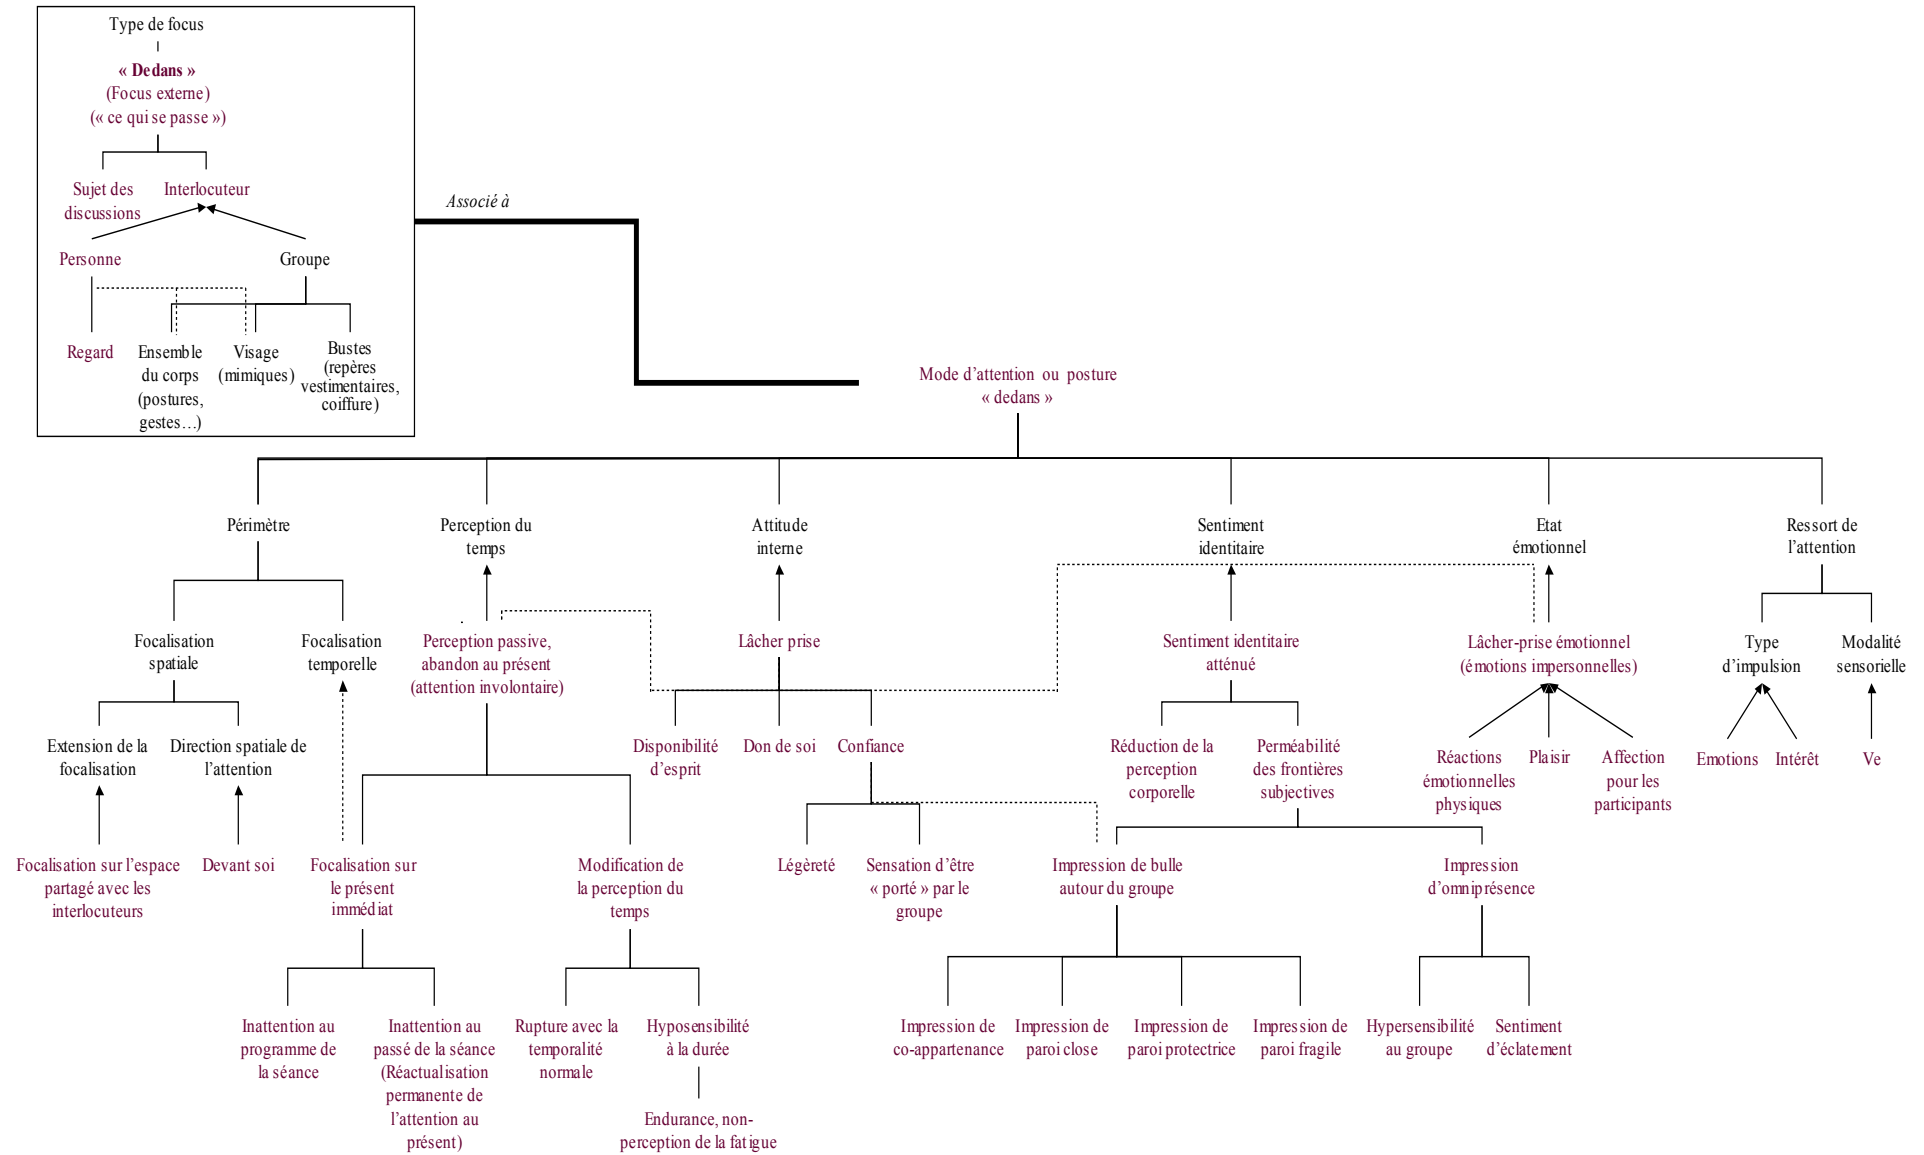 Type de focus
« Dedans »
(Focus externe)
(« ce qui se passe »)
Sujet des
discussions
Interlocuteur
Personne
Groupe
Regard
Ensemble
du corps
(postures,
gestes…)
Visage
(mimiques)
Bustes
(repères
vestimentaires,
coiffure)
Associé à
Mode d’attention ou posture
« dedans »
Périmètre
Perception du
temps
Attitude
interne
Sentiment
identitaire
Etat
émotionnel
Ressort de
l’attention
Focalisation
spatiale
Focalisation
temporelle
Perception passive,
abandon au présent
(attention involontaire)
Lâcher prise
Sentiment identitaire
atténué
Lâcher-prise émotionnel
(émotions impersonnelles)
Type
d’impulsion
Modalité
sensorielle
Extension de la
focalisation
Direction spatiale de
l’attention
Disponibilité
d’esprit
Don de soi
Confiance
Réduction de la
perception
corporelle
Perméabilité
des frontières
subjectives
Réactions
émotionnelles
physiques
Plaisir
Affection
pour les
participants
Emotions
Intérêt
Ve
Focalisation sur l’espace
partagé avec les
interlocuteurs
Devant soi
Focalisation sur
le présent
immédiat
Modification de
la perception du
temps
Légèreté
Sensation d’être
« porté » par le
groupe
Impression de bulle
autour du groupe
Impression
d’omniprésence
Inattention au
programme de
la séance
Inattention au
passé de la séance
(Réactualisation
permanente de
l’attention au
présent)
Rupture avec la
temporalité
normale
Hyposensibilité
à la durée
Impression de
co-appartenance
Impression de
paroi close
Impression de
paroi protectrice
Impression de
paroi fragile
Hypersensibilité
au groupe
Sentiment
d’éclatement
Endurance, non-
perception de la fatigue